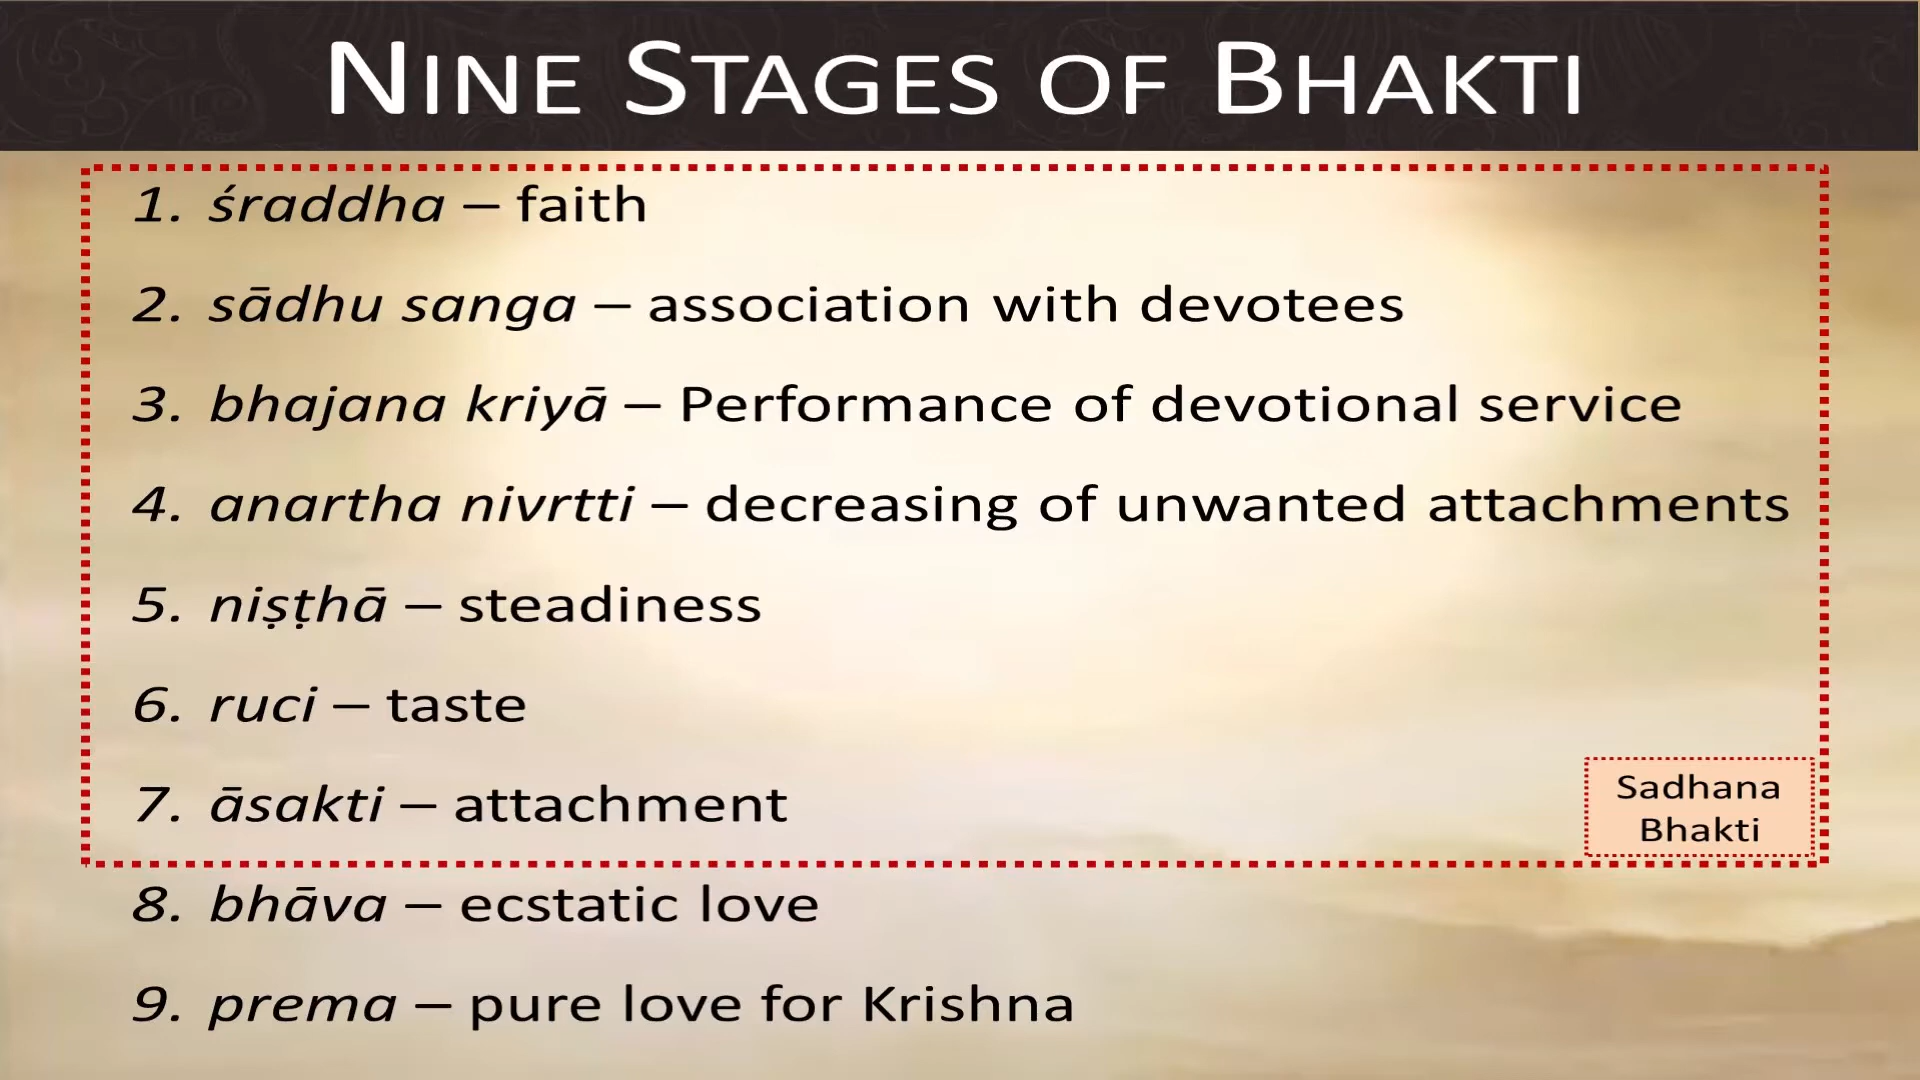 NINE STAGES OF BHAKTI
1. śraddha – faith
2. sādhu sanga – association with devotees
3. bhajana kriyā – Performance of devotional service
4. anartha nivrtti – decreasing of unwanted attachments
5. niṣṭhā – steadiness
6. ruci – taste
7. āsakti – attachment
Sadhana
Bhakti
8. bhāva – ecstatic love
9. prema – pure love for Krishna